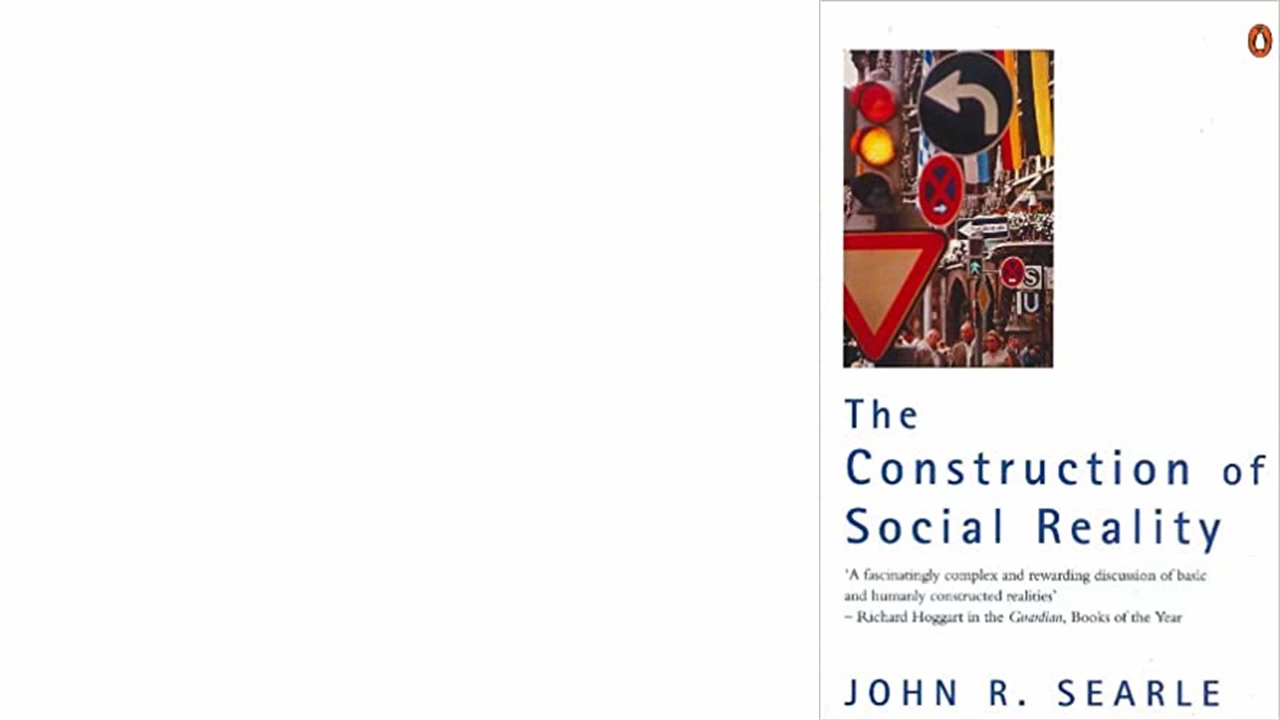 S
U
The
Construction of
Social Reality
'A fascinatingly complex and rewarding discussion of basic
and humanly constructed realities'
– Richard Hoggart in the Guardian, Books of the Year
JOHN R. SEARLE